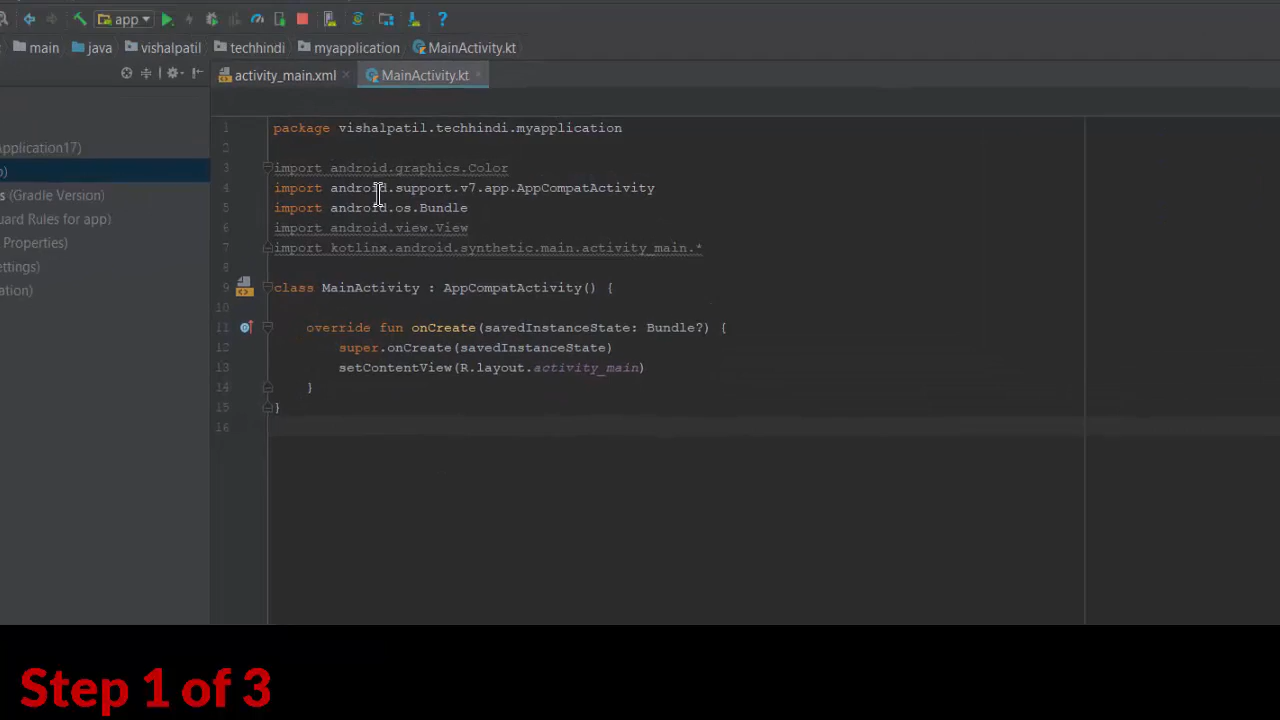 app
main java vishalpatil techhindi myapplication MainActivity.kt
activity_main.xml MainActivity.kt
1 package vishalpatil.techhindi.myapplication
2
pplication17)
3 import android.graphics.Color
)
4 import android.support.v7.app.AppCompatActivity
s (Gradle Version)
5 import android.os.Bundle
uard Rules for app)
6 import android.view.View
Properties)
7 import kotlinx.android.synthetic.main.activity_main.*
ettings)
8
ation)
9 class MainActivity : AppCompatActivity() {
10
11 override fun onCreate(savedInstanceState: Bundle?) {
12 super.onCreate(savedInstanceState)
13 setContentView(R.layout.activity_main)
14 }
15 }
16
Step 1 of 3